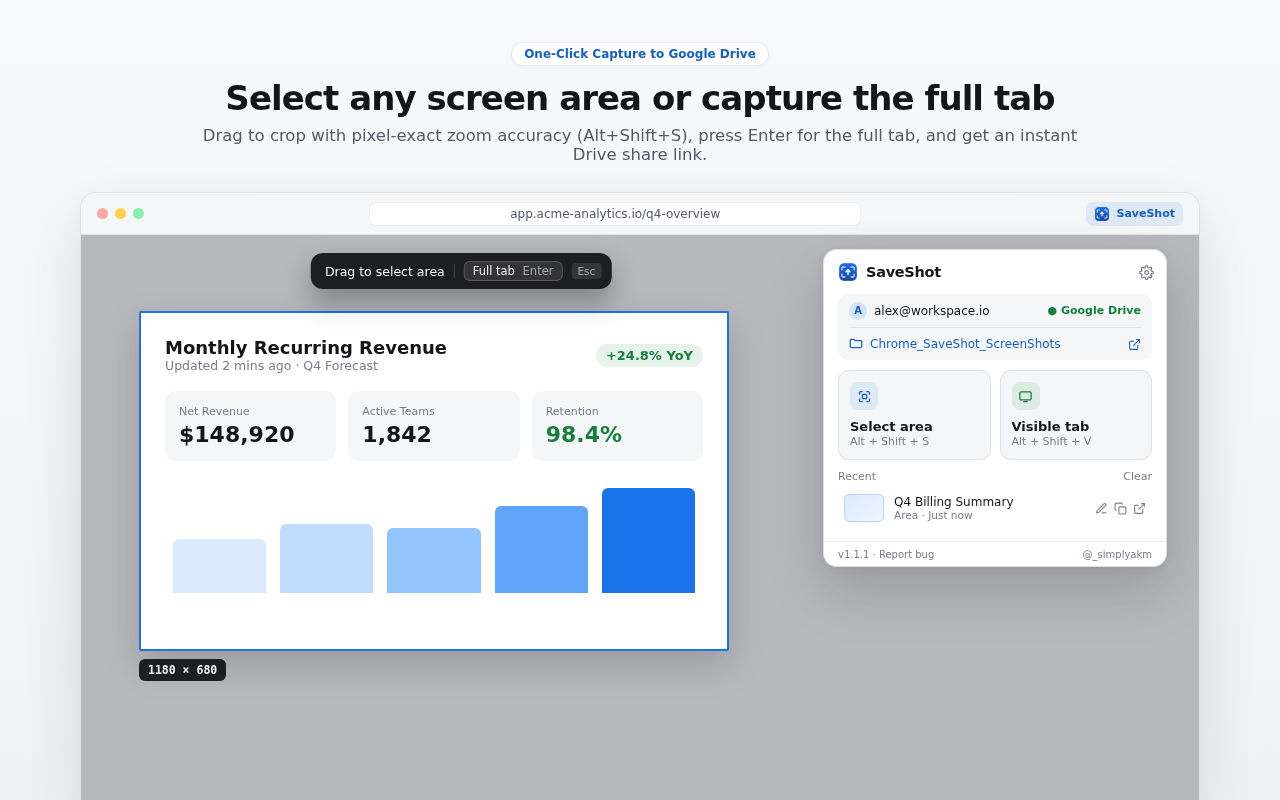 One-Click Capture to Google Drive
Select any screen area or capture the full tab
Drag to crop with pixel-exact zoom accuracy (Alt+Shift+S), press Enter for the full tab, and get an instant
Drive share link.
app.acme-analytics.io/q4-overview
SaveShot
Drag to select area
Full tab Enter
Esc
Monthly Recurring Revenue
Updated 2 mins ago · Q4 Forecast
+24.8% YoY
Net Revenue
$148,920
Active Teams
1,842
Retention
98.4%
1180 × 680
SaveShot
A alex@workspace.io
● Google Drive
Chrome_SaveShot_ScreenShots
Select area
Alt + Shift + S
Visible tab
Alt + Shift + V
Recent
Clear
Q4 Billing Summary
Area · Just now
v1.1.1 · Report bug
@_simplyakm